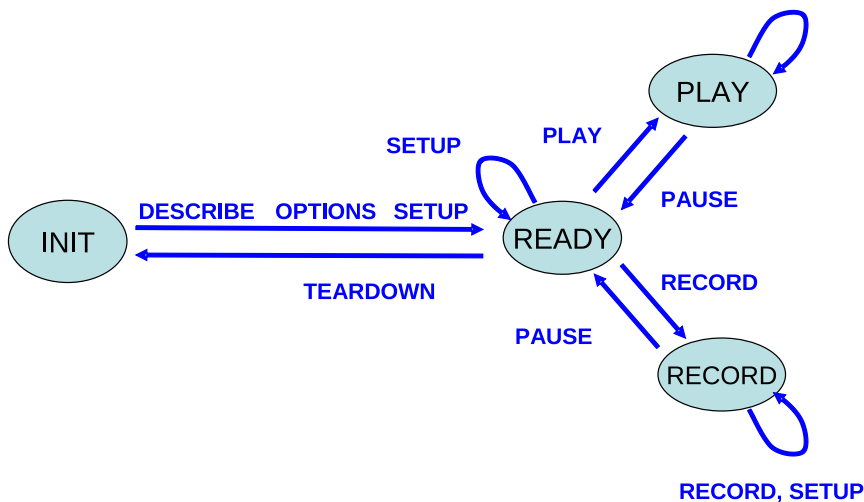 PLAY
SETUP
PLAY
DESCRIBE OPTIONS SETUP
PAUSE
INIT
READY
TEARDOWN
RECORD
PAUSE
RECORD
RECORD, SETUP